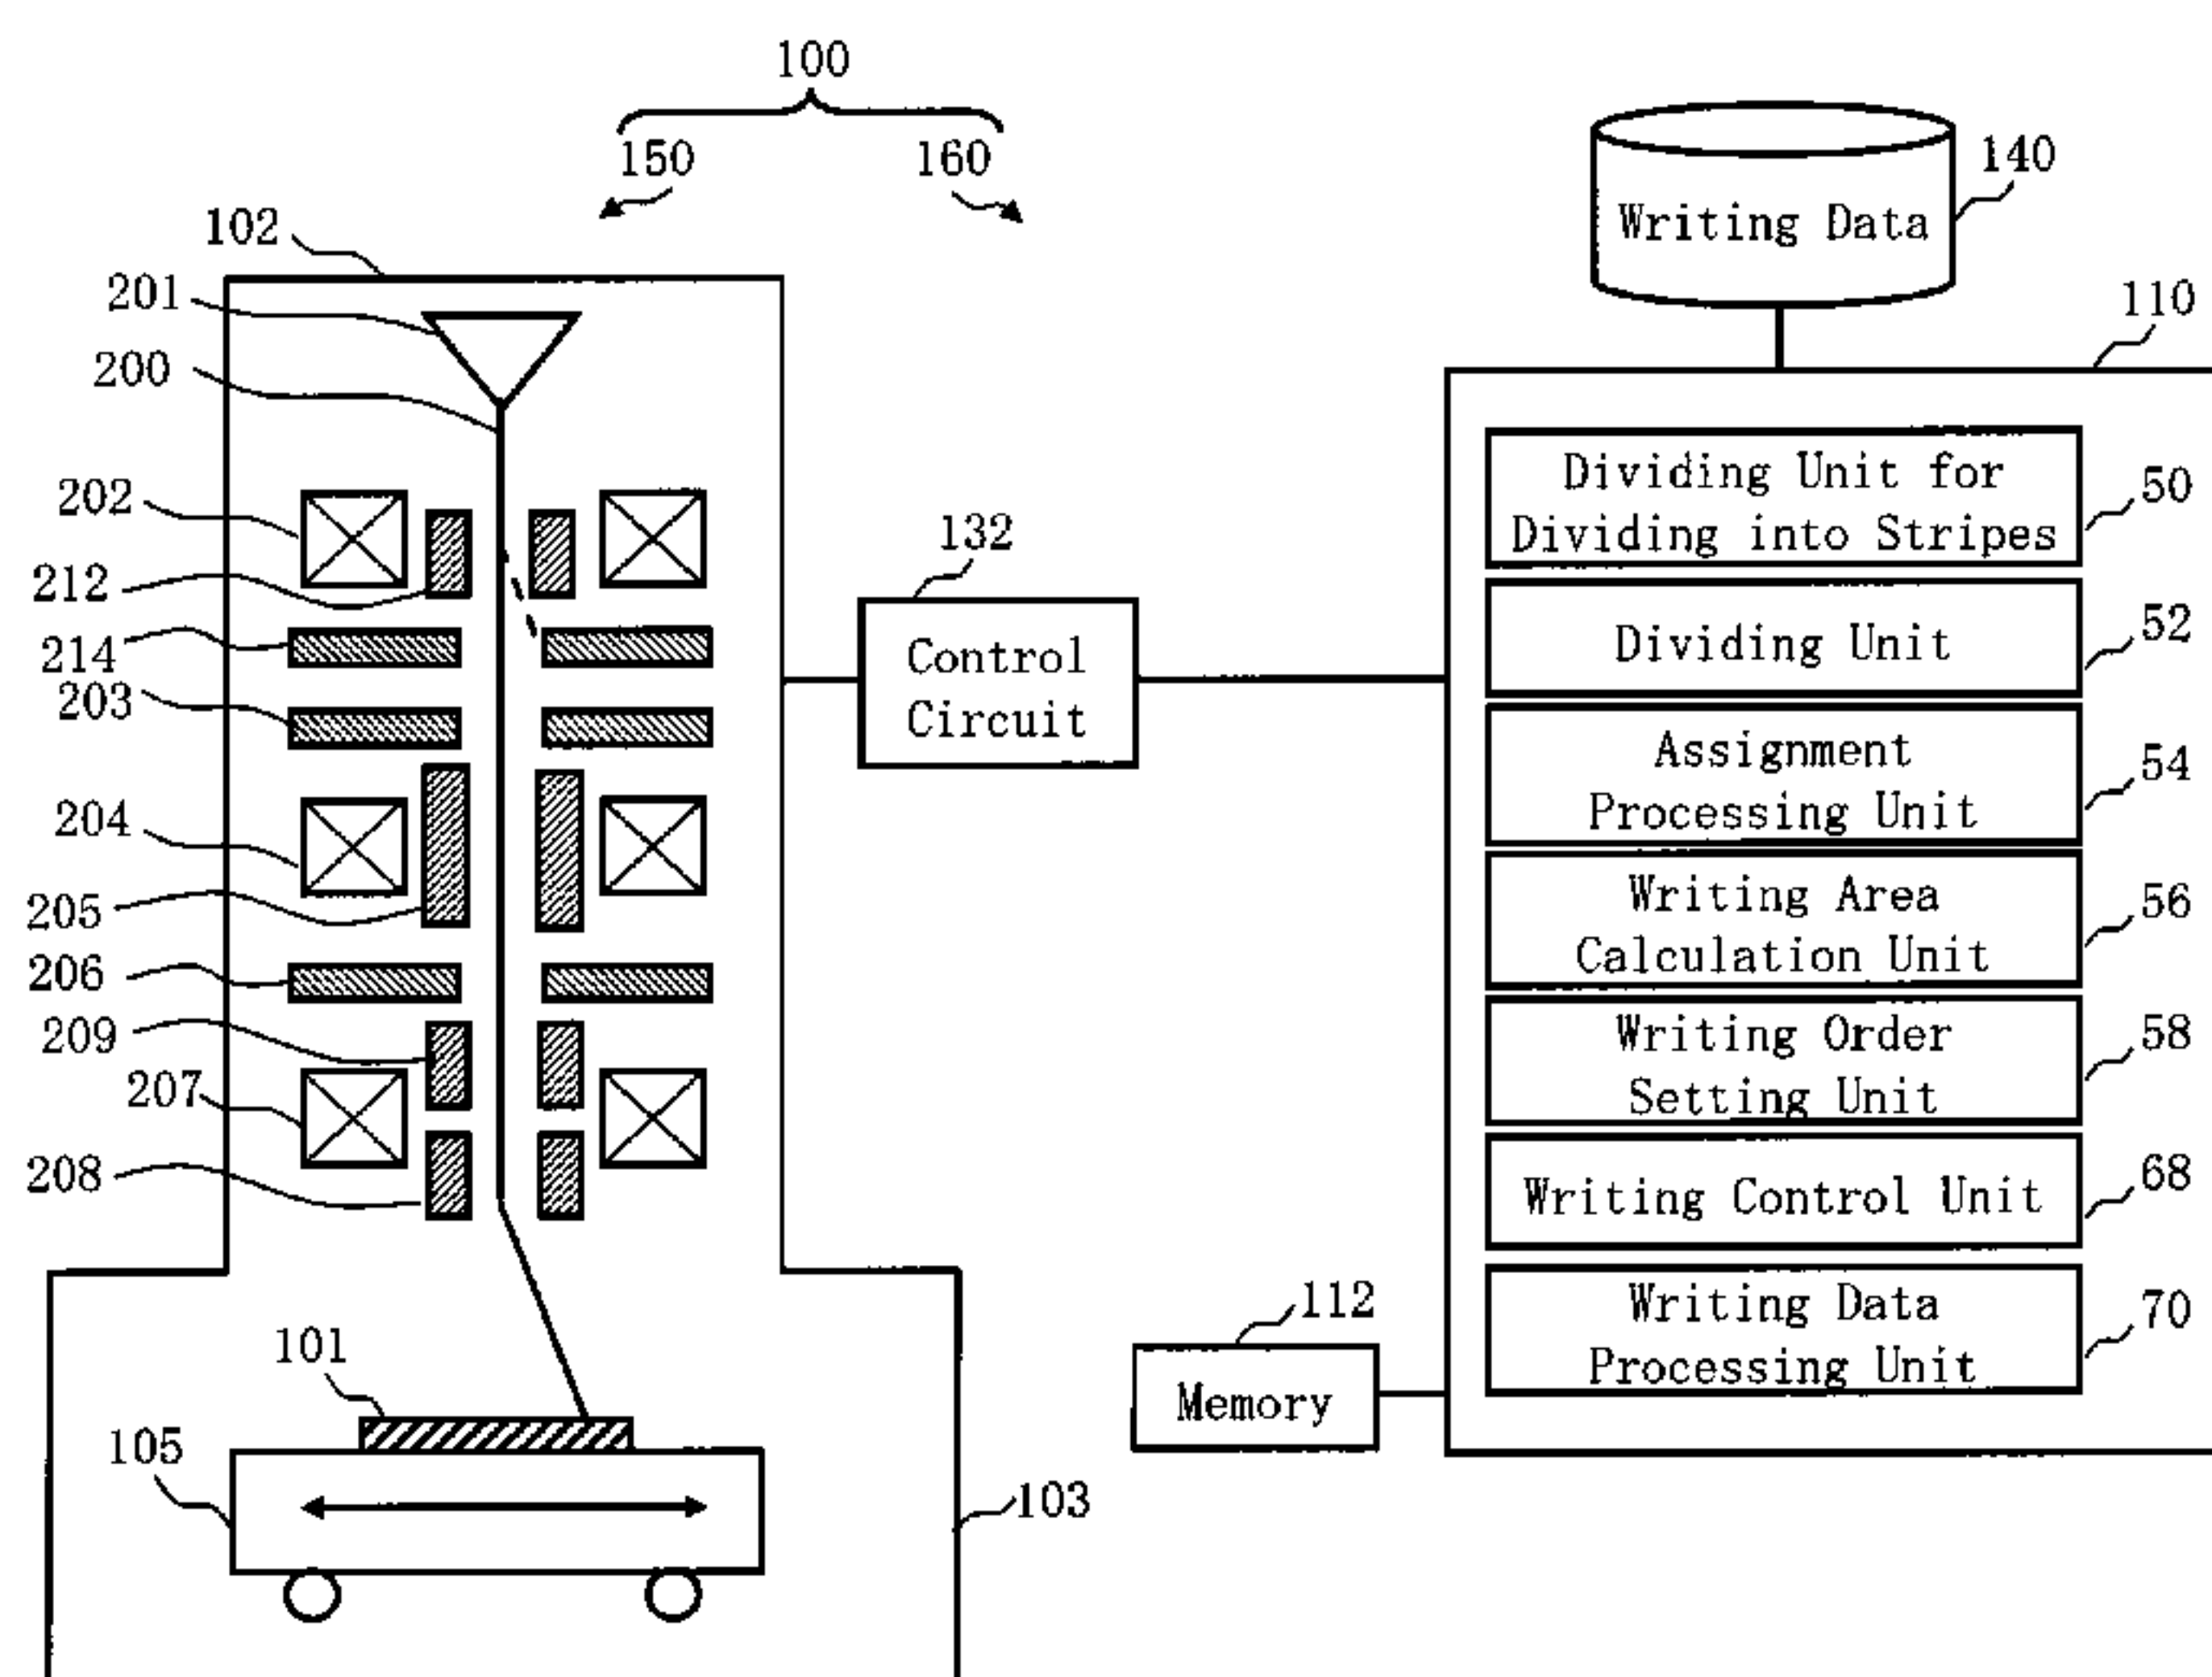 100
150
160
102
201
200
202
212
214
203
204
205
206
209
207
208
101
105
103
132
Control
Circuit
112
Memory
Writing Data
140
110
Dividing Unit for
Dividing into Stripes
50
Dividing Unit
52
Assignment
Processing Unit
54
Writing Area
Calculation Unit
56
Writing Order
Setting Unit
58
Writing Control Unit
68
Writing Data
Processing Unit
70